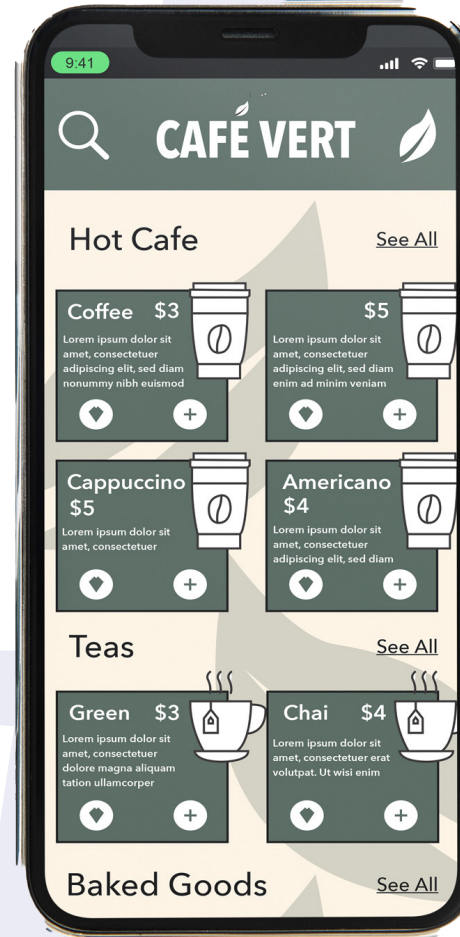 9:41
CAFÉ VERT
Hot Cafe See All
Coffee $3
Lorem ipsum dolor sit
amet, consectetuer
adipiscing elit, sed diam
nonummy nibh euismod
$5
Lorem ipsum dolor sit
amet, consectetuer
adipiscing elit, sed diam
enim ad minim veniam
Cappuccino
$5
Lorem ipsum dolor sit
amet, consectetuer
Americano
$4
Lorem ipsum dolor sit
amet, consectetuer
adipiscing elit, sed diam
Teas See All
Green $3
Lorem ipsum dolor sit
amet, consectetuer
dolore magna aliquam
tation ullamcorper
Chai $4
Lorem ipsum dolor sit
amet, consectetuer erat
volutpat. Ut wisi enim
Baked Goods See All